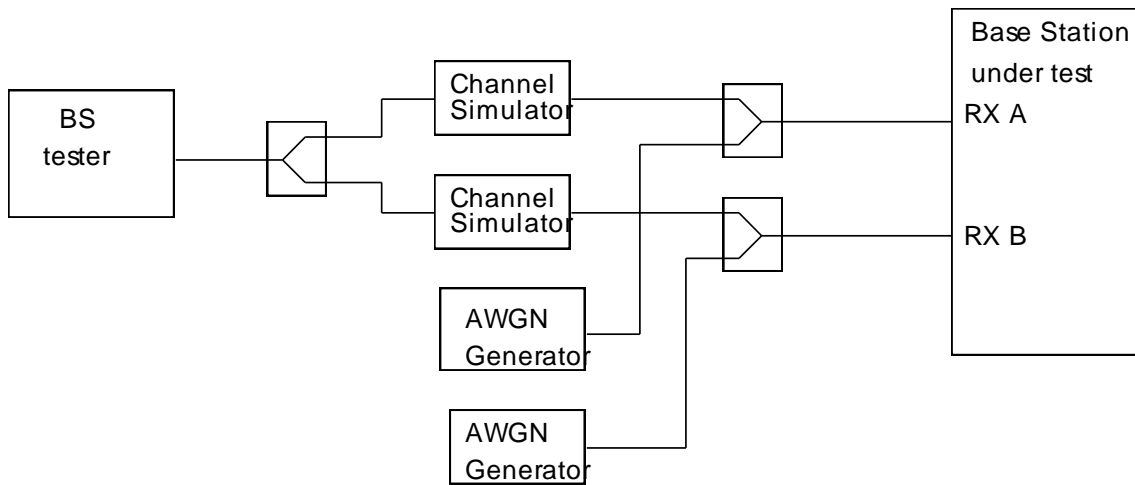 BS
tester
Channel
Simulator
Channel
Simulator
AWGN
Generator
AWGN
Generator
Base Station
under test
RX A
RX B